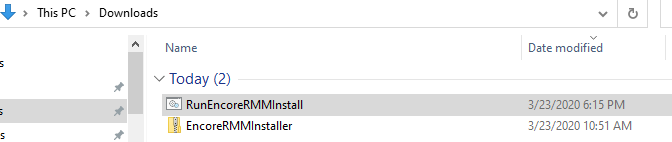 This PC > Downloads
Name Date modified
Today (2)
RunEncoreRMMInstall 3/23/2020 6:15 PM
EncoreRMMInstaller 3/23/2020 10:51 AM